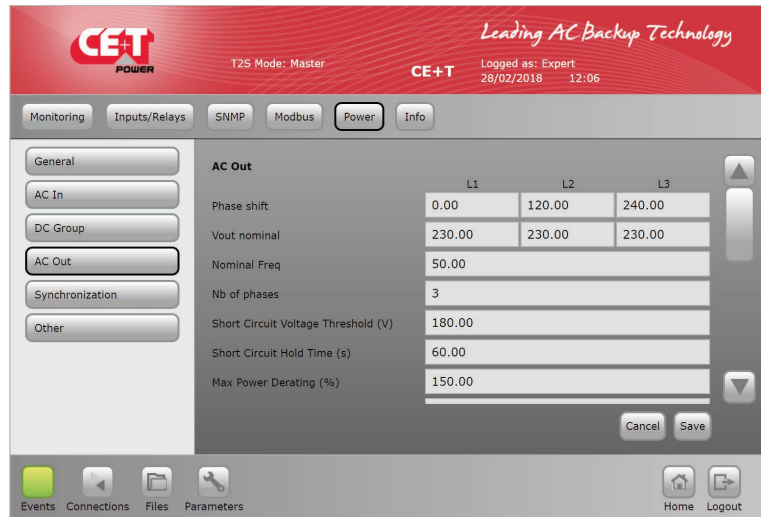 CE+T
POWER
Leading AC Backup Technology
T2S Mode: Master
CE+T
Logged as: Expert
28/02/2018 12:06
Monitoring Inputs/Relays SNMP Modbus Power Info
General
AC In
DC Group
AC Out
Synchronization
Other
AC Out
L1 L2 L3
Phase shift 0.00 120.00 240.00
Vout nominal 230.00 230.00 230.00
Nominal Freq 50.00
Nb of phases 3
Short Circuit Voltage Threshold (V) 180.00
Short Circuit Hold Time (s) 60.00
Max Power Derating (%) 150.00
Cancel Save
Events Connections Files Parameters Home Logout